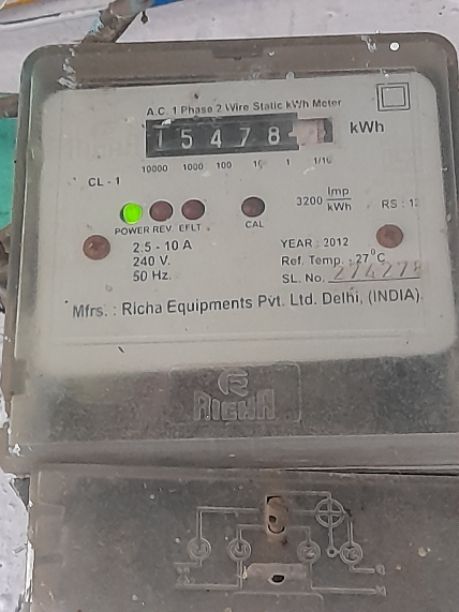 A.C. 1 Phase 2 Wire Static kWh Meter
1 5 4 7 8
kWh
10000 1000 100 10 1 1/10
CL - 1
3200 Imp/kWh
POWER REV EFLT CAL
2.5 - 10 A
240 V.
50 Hz.
YEAR : 2012
Ref. Temp. : 27°C
SL. No.
Mfrs. : Richa Equipments Pvt. Ltd. Delhi, (INDIA).
RICHA